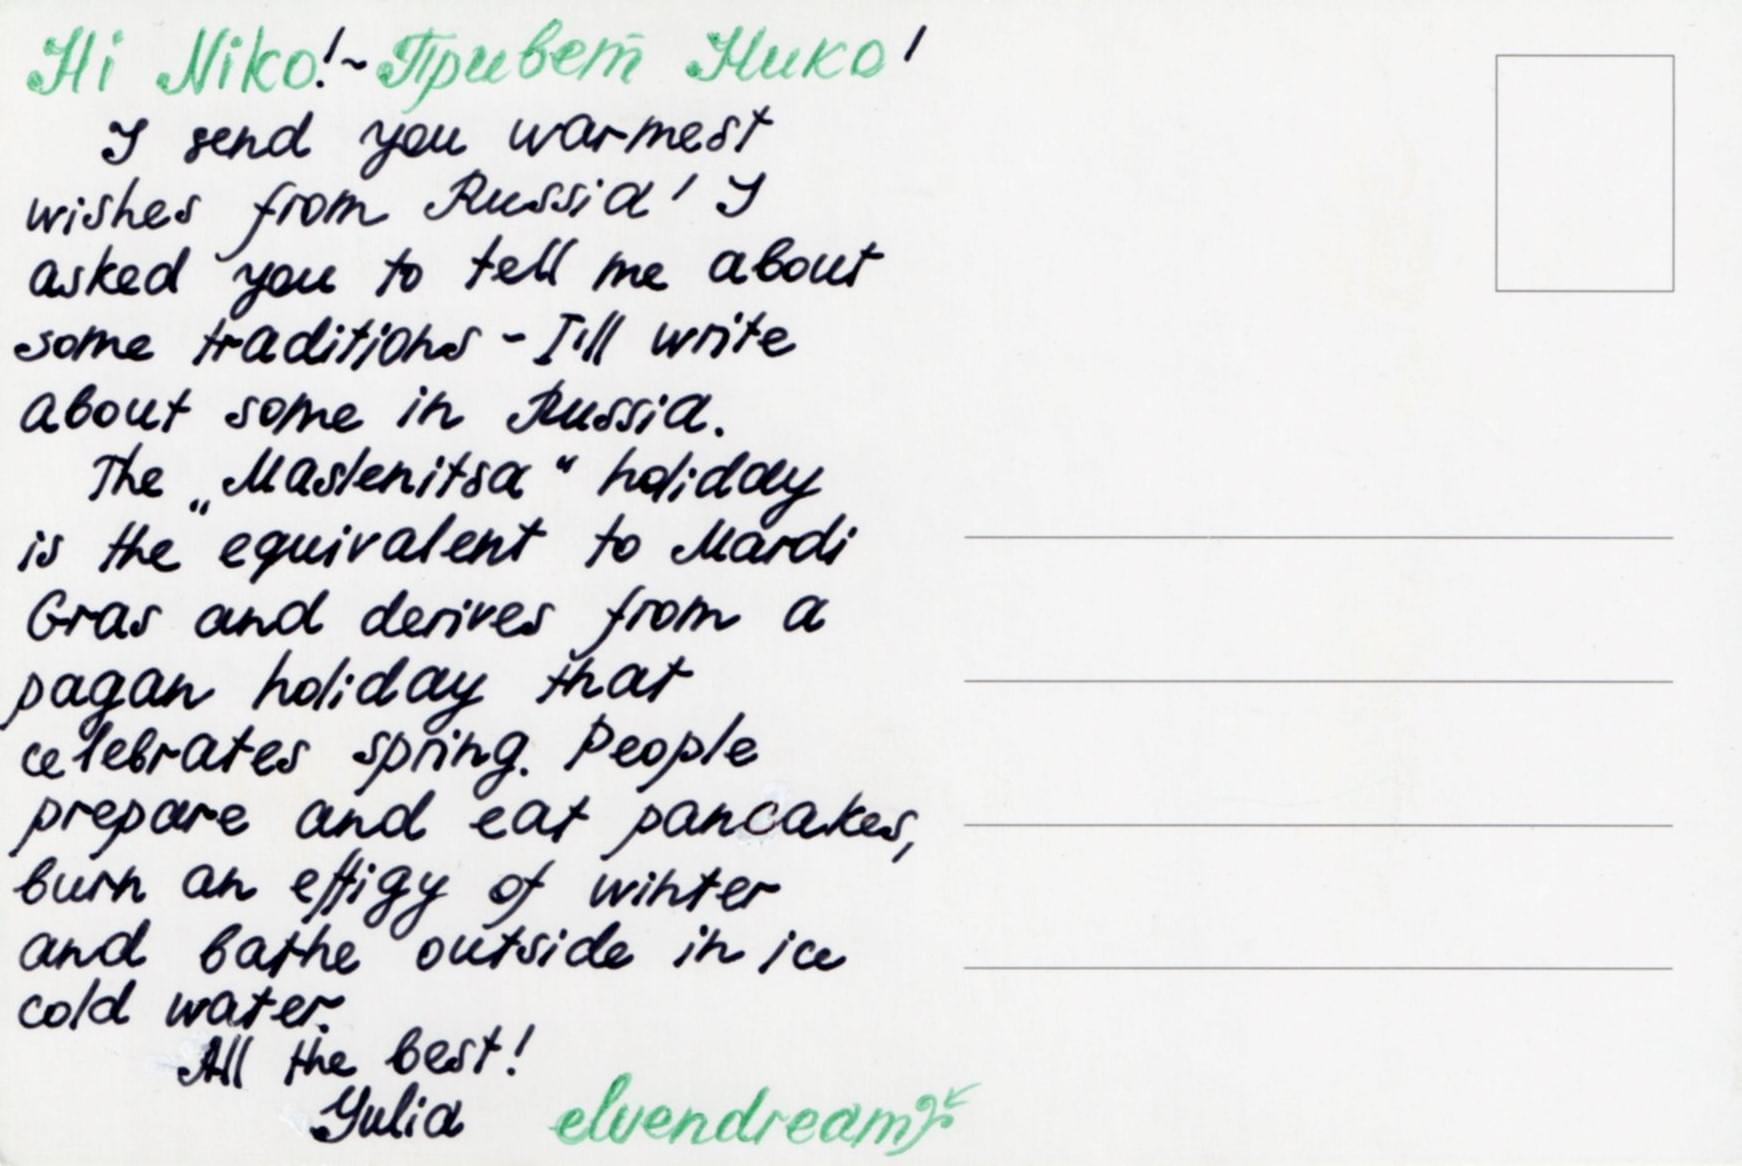 Hi Niko! ~ Привет Нико!
I send you warmest
wishes from Russia! I
asked you to tell me about
some traditions - I'll write
about some in Russia.
The „Maslenitsa“ holiday
is the equivalent to Mardi
Gras and derives from a
pagan holiday that
celebrates spring. People
prepare and eat pancakes,
burn an effigy of winter
and bathe outside in ice
cold water.
All the best!
Yulia elvendream